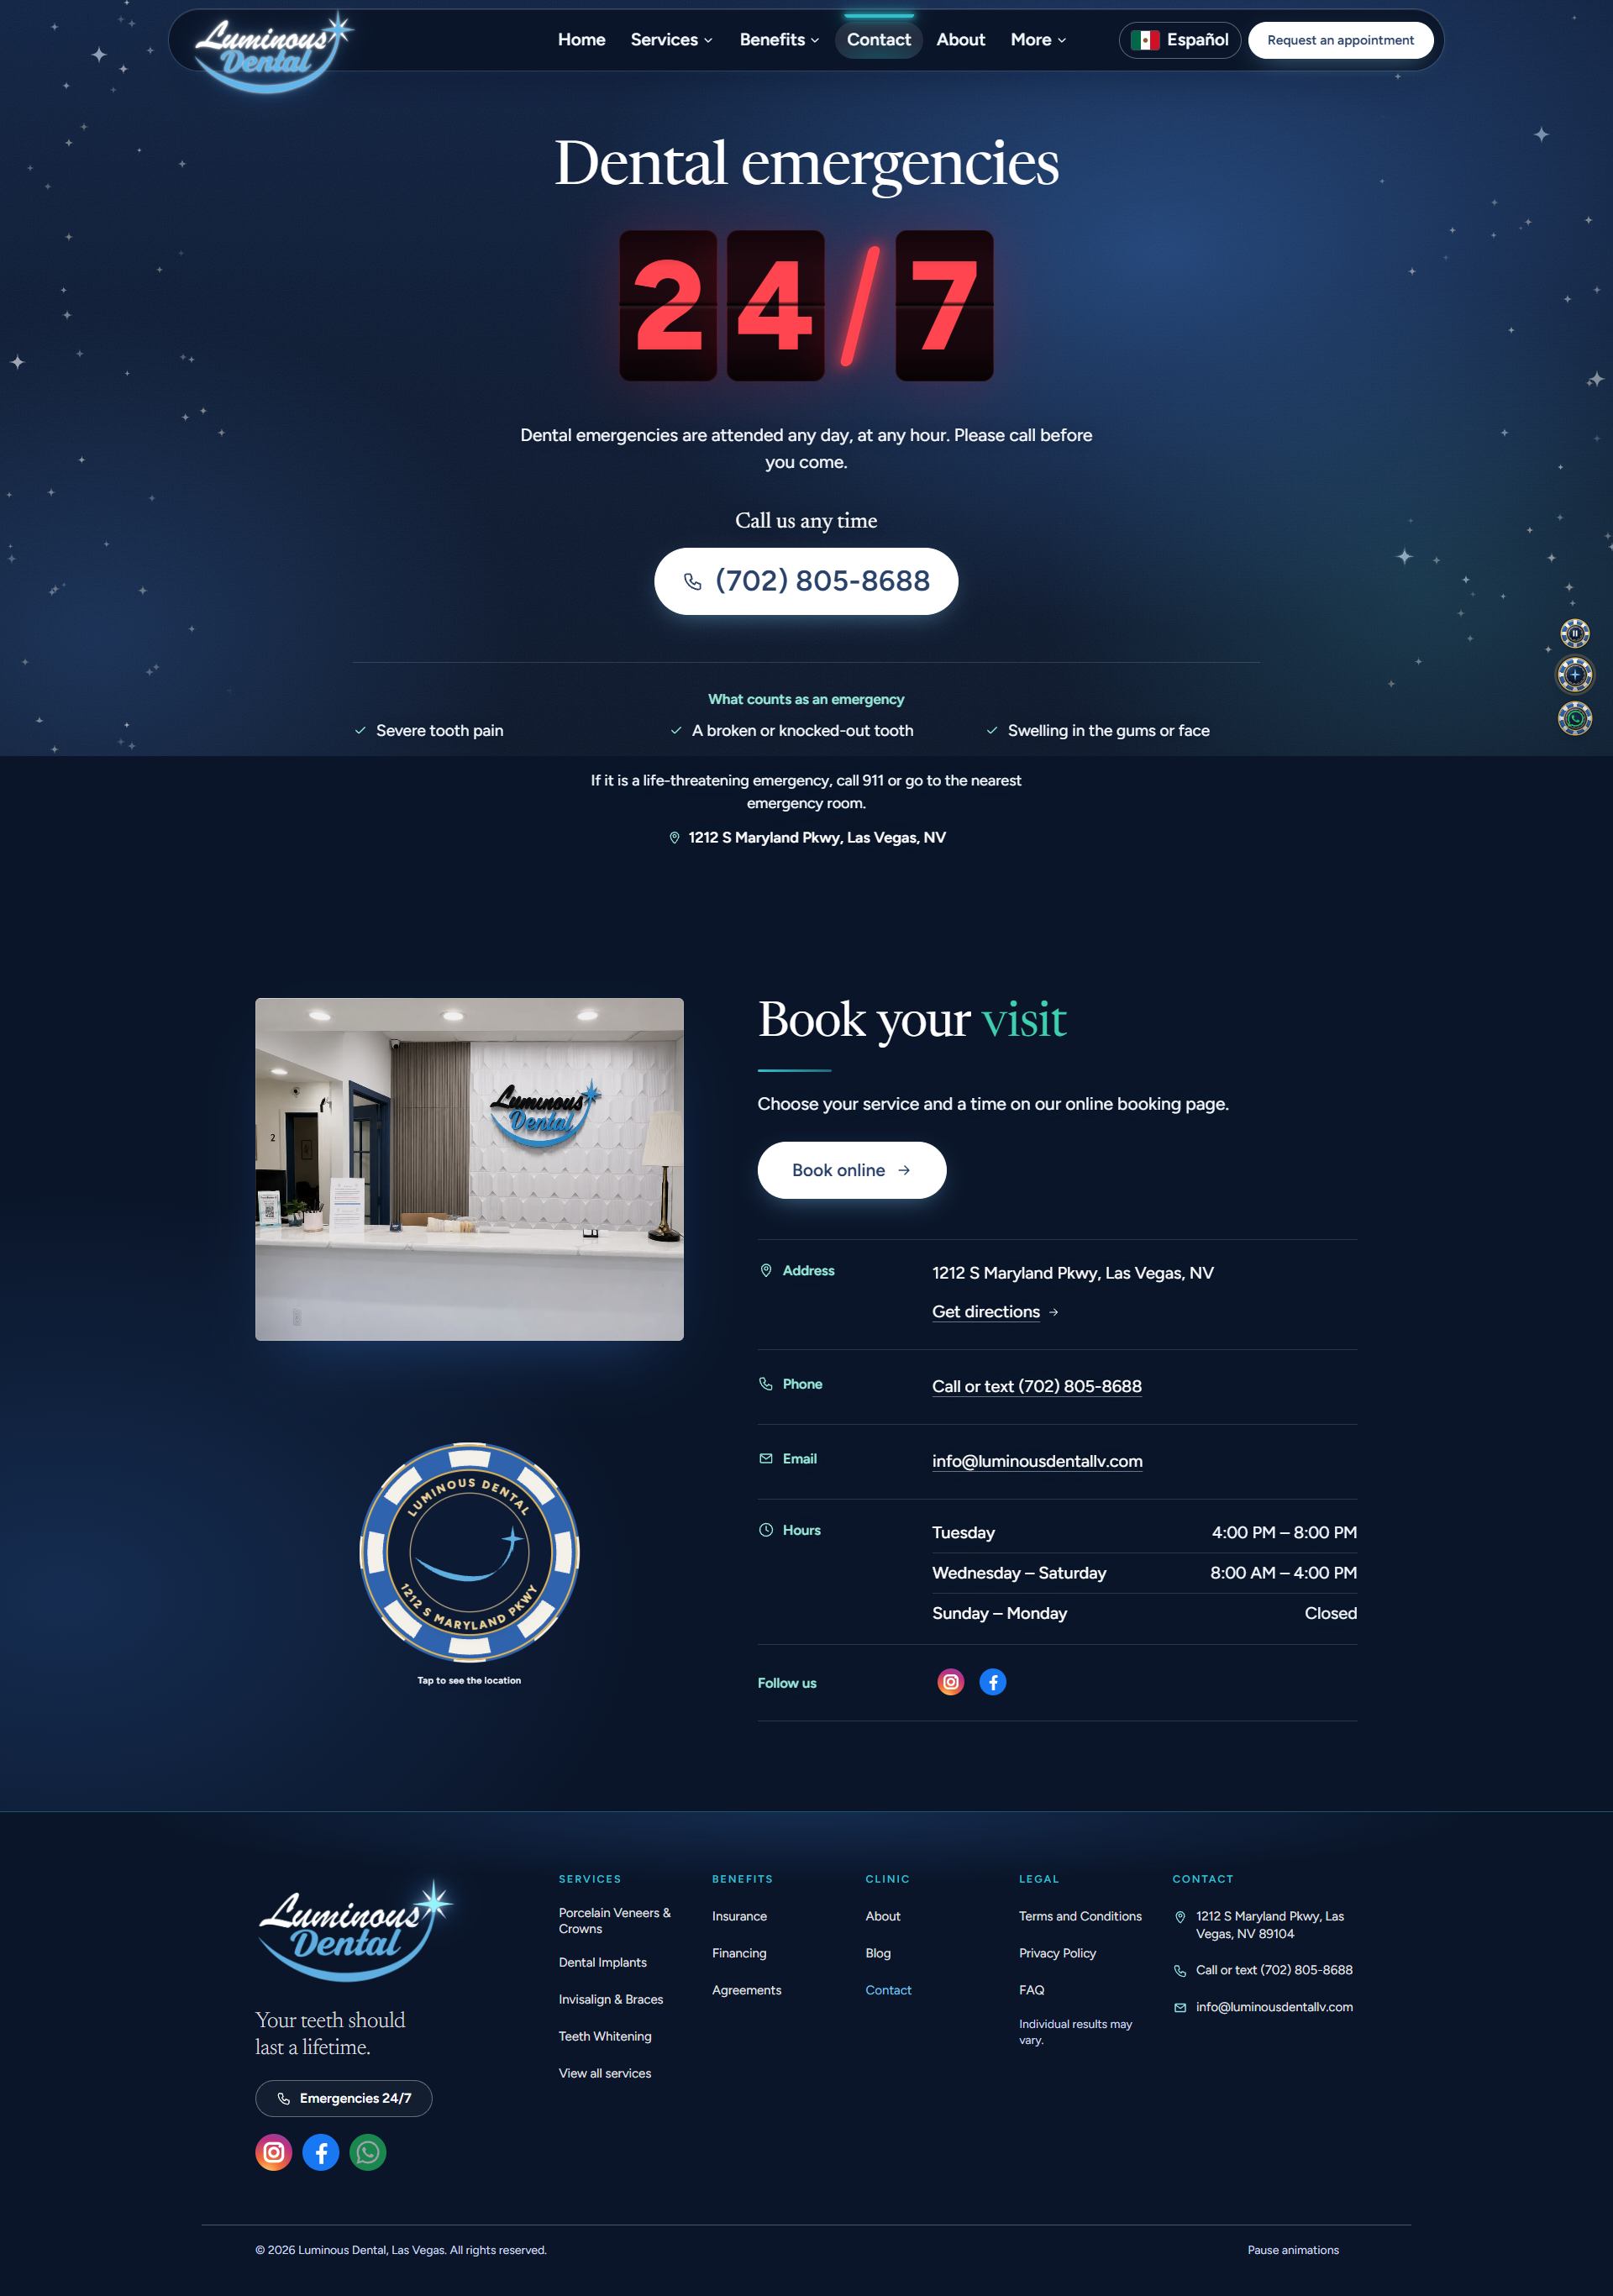 Luminous
Dental
Home
Services
Benefits
Contact
About
More
Español
Request an appointment
Dental emergencies
24/7
Dental emergencies are attended any day, at any hour. Please call before
you come.
Call us any time
(702) 805-8688
What counts as an emergency
Severe tooth pain
A broken or knocked-out tooth
Swelling in the gums or face
If it is a life-threatening emergency, call 911 or go to the nearest
emergency room.
1212 S Maryland Pkwy, Las Vegas, NV
Luminous
Dental
2
Book your visit
Choose your service and a time on our online booking page.
Book online
Address
1212 S Maryland Pkwy, Las Vegas, NV
Get directions
Phone
Call or text (702) 805-8688
Email
info@luminousdentallv.com
Hours
Tuesday 4:00 PM – 8:00 PM
Wednesday – Saturday 8:00 AM – 4:00 PM
Sunday – Monday Closed
Follow us
LUMINOUS DENTAL
1212 S MARYLAND PKWY
Tap to see the location
Luminous
Dental
Your teeth should
last a lifetime.
Emergencies 24/7
SERVICES
Porcelain Veneers &
Crowns
Dental Implants
Invisalign & Braces
Teeth Whitening
View all services
BENEFITS
Insurance
Financing
Agreements
CLINIC
About
Blog
Contact
LEGAL
Terms and Conditions
Privacy Policy
FAQ
Individual results may
vary.
CONTACT
1212 S Maryland Pkwy, Las
Vegas, NV 89104
Call or text (702) 805-8688
info@luminousdentallv.com
© 2026 Luminous Dental, Las Vegas. All rights reserved.
Pause animations